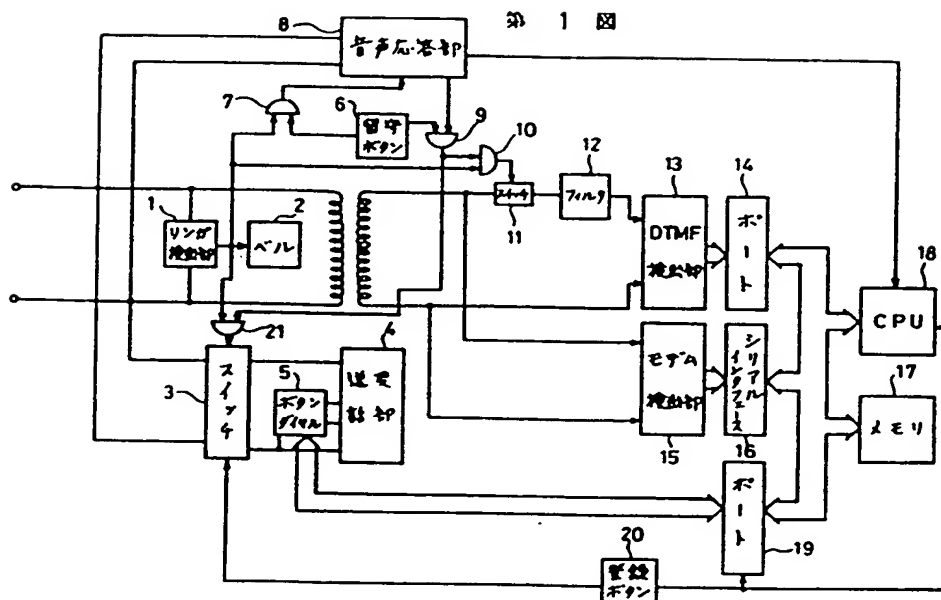 第 1 図
8
音声応答部
7
6
留守
ボタン
9
10
スイッチ
11
12
フィルタ
13
DTMF
検出部
14
ポート
1
リンガ
検出部
2
ベル
21
3
スイッチ
4
送受
話部
5
ボタン
ダイヤル
モデム
検出部
15
シリアル
インタフェース
16
18
CPU
17
メモリ
ポート
19
20
登録
ボタン